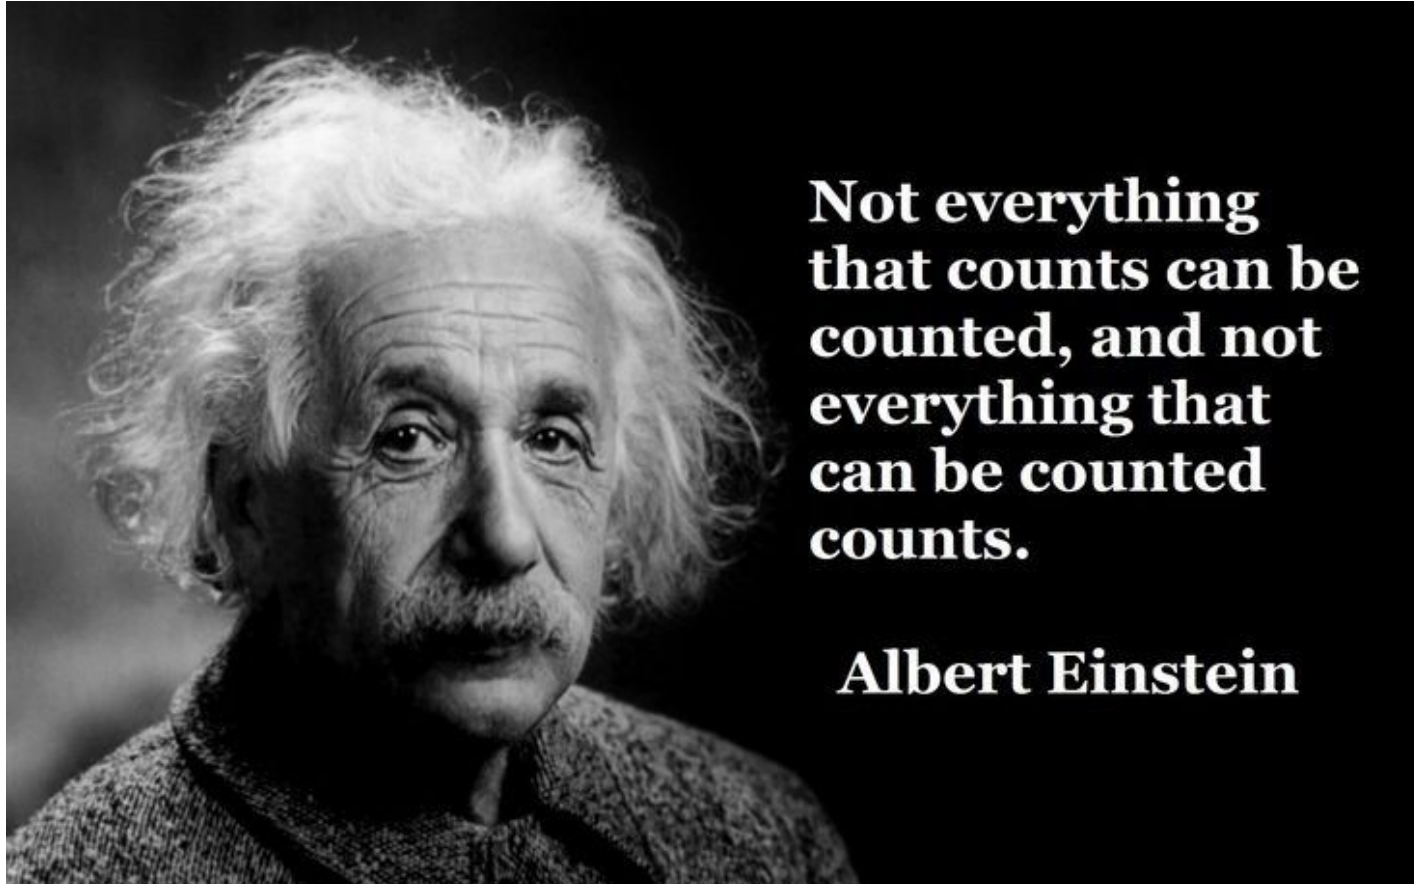 Not everything
that counts can be
counted, and not
everything that
can be counted
counts.
Albert Einstein